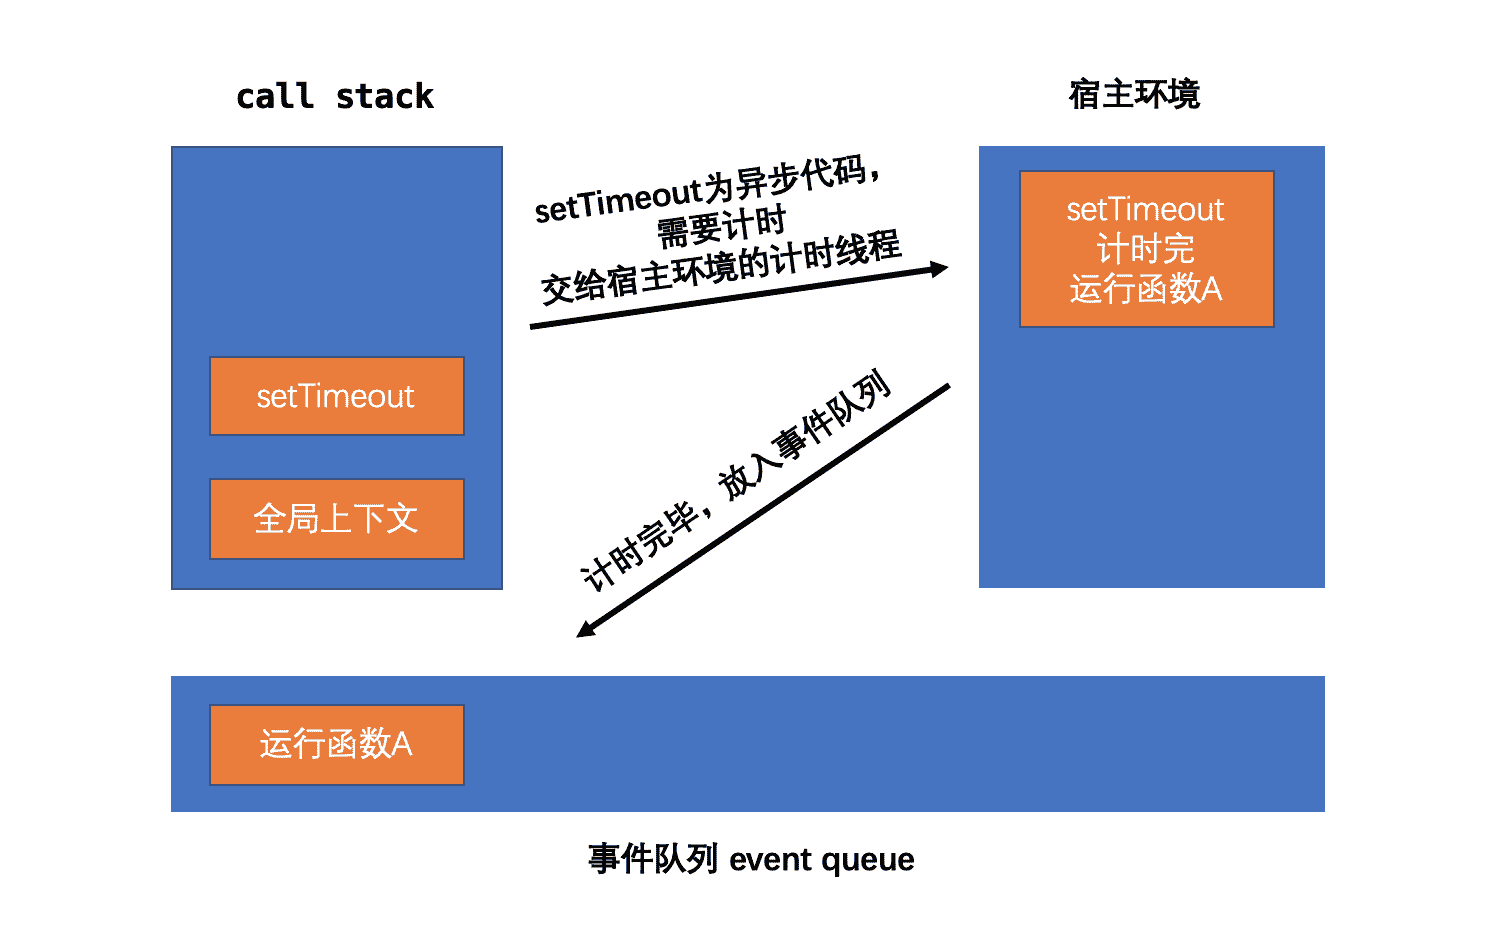 call stack
宿主环境
setTimeout为异步代码，
需要计时
交给宿主环境的计时线程
setTimeout
计时完
运行函数A
setTimeout
全局上下文
计时完毕，放入事件队列
运行函数A
事件队列 event queue